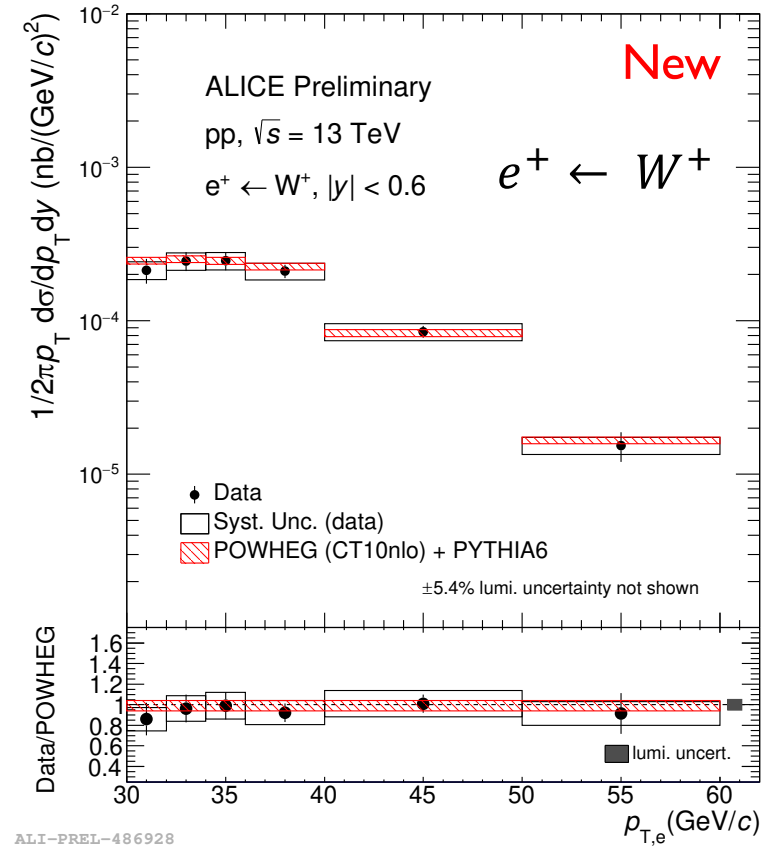 New
ALICE Preliminary
pp, √s = 13 TeV
e⁺ ← W⁺, |y| < 0.6
e⁺ ← W⁺
1/2πp_T dσ/dp_Tdy (nb/(GeV/c)²)
10⁻²
10⁻³
10⁻⁴
10⁻⁵
Data
Syst. Unc. (data)
POWHEG (CT10nlo) + PYTHIA6
±5.4% lumi. uncertainty not shown
Data/POWHEG
1.6
1.4
1.2
1
0.8
0.6
0.4
lumi. uncert.
30 35 40 45 50 55 60
p_T,e(GeV/c)
ALI-PREL-486928